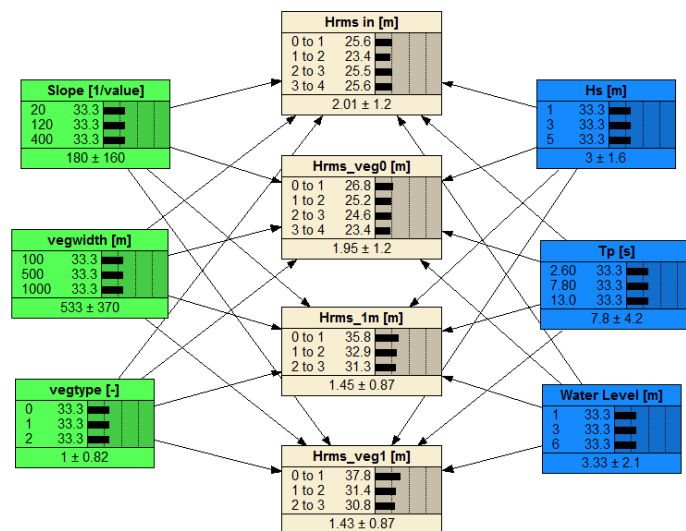 Hrms in [m]
0 to 1 25.6
1 to 2 23.4
2 to 3 25.5
3 to 4 25.6
2.01 ± 1.2
Slope [1/value]
20 33.3
120 33.3
400 33.3
180 ± 160
Hs [m]
1 33.3
3 33.3
5 33.3
3 ± 1.6
Hrms_veg0 [m]
0 to 1 26.8
1 to 2 25.2
2 to 3 24.6
3 to 4 23.4
1.95 ± 1.2
vegwidth [m]
100 33.3
500 33.3
1000 33.3
533 ± 370
Tp [s]
2.60 33.3
7.80 33.3
13.0 33.3
7.8 ± 4.2
Hrms_1m [m]
0 to 1 35.8
1 to 2 32.9
2 to 3 31.3
1.45 ± 0.87
vegtype [-]
0 33.3
1 33.3
2 33.3
1 ± 0.82
Water Level [m]
1 33.3
3 33.3
6 33.3
3.33 ± 2.1
Hrms_veg1 [m]
0 to 1 37.8
1 to 2 31.4
2 to 3 30.8
1.43 ± 0.87